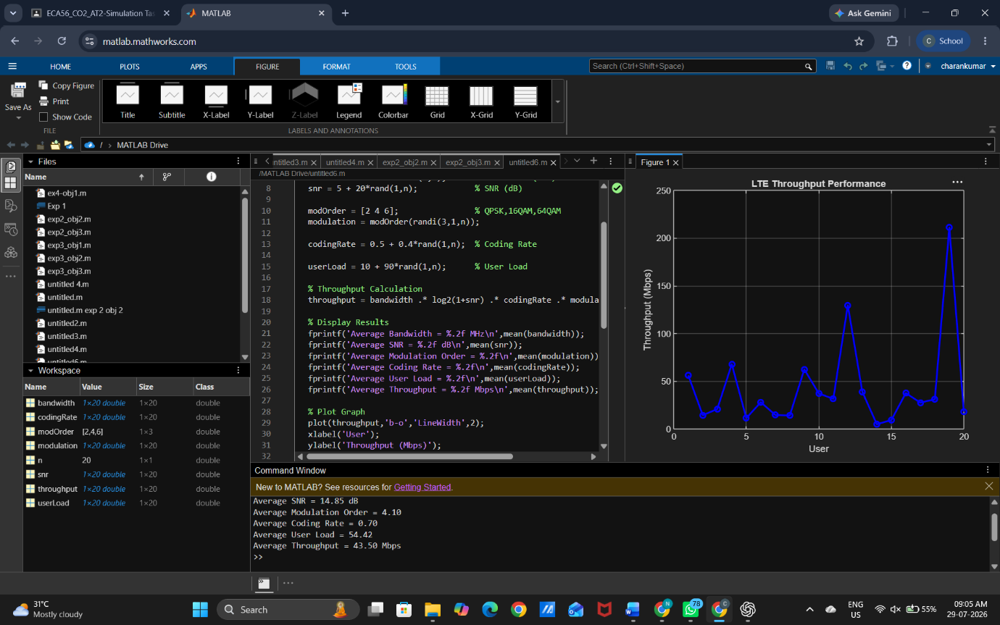 ECA56_CO2_AT2-Simulation Tas
MATLAB
Ask Gemini
matlab.mathworks.com
C School
HOME PLOTS APPS FIGURE FORMAT TOOLS
Search (Ctrl+Shift+Space)
charankumar
Save As
Copy Figure
Print
Show Code
FILE
Title Subtitle X-Label Y-Label Z-Label Legend Colorbar Grid X-Grid Y-Grid
LABELS AND ANNOTATIONS
/ › MATLAB Drive
Files
Name
ex4-obj1.m
Exp 1
exp2_obj2.m
exp2_obj3.m
exp3_obj1.m
exp3_obj2.m
exp3_obj3.m
untitled 4.m
untitled.m
untitled.m exp 2 obj 2
untitled2.m
untitled3.m
untitled4.m
untitled6.m
Workspace
Name Value Size Class
bandwidth 1×20 double 1×20 double
codingRate 1×20 double 1×20 double
modOrder [2,4,6] 1×3 double
modulation 1×20 double 1×20 double
n 20 1×1 double
snr 1×20 double 1×20 double
throughput 1×20 double 1×20 double
userLoad 1×20 double 1×20 double
ntitled3.m untitled4.m exp2_obj2.m exp2_obj3.m untitled6.m
/MATLAB Drive/untitled6.m
8 snr = 5 + 20*rand(1,n); % SNR (dB)
9
10 modOrder = [2 4 6]; % QPSK,16QAM,64QAM
11 modulation = modOrder(randi(3,1,n));
12
13 codingRate = 0.5 + 0.4*rand(1,n); % Coding Rate
14
15 userLoad = 10 + 90*rand(1,n); % User Load
16
17 % Throughput Calculation
18 throughput = bandwidth .* log2(1+snr) .* codingRate .* modula
19
20 % Display Results
21 fprintf('Average Bandwidth = %.2f MHz\n',mean(bandwidth));
22 fprintf('Average SNR = %.2f dB\n',mean(snr));
23 fprintf('Average Modulation Order = %.2f\n',mean(modulation))
24 fprintf('Average Coding Rate = %.2f\n',mean(codingRate));
25 fprintf('Average User Load = %.2f\n',mean(userLoad));
26 fprintf('Average Throughput = %.2f Mbps\n',mean(throughput));
27
28 % Plot Graph
29 plot(throughput,'b-o','LineWidth',2);
30 xlabel('User');
31 ylabel('Throughput (Mbps)');
32
Figure 1
LTE Throughput Performance
250
200
150
100
50
0
Throughput (Mbps)
0 5 10 15 20
User
Command Window
New to MATLAB? See resources for Getting Started.
Average SNR = 14.85 dB
Average Modulation Order = 4.10
Average Coding Rate = 0.70
Average User Load = 54.42
Average Throughput = 43.50 Mbps
>>
31°C
Mostly cloudy
Search
78
ENG
US
55%
09:05 AM
29-07-2026